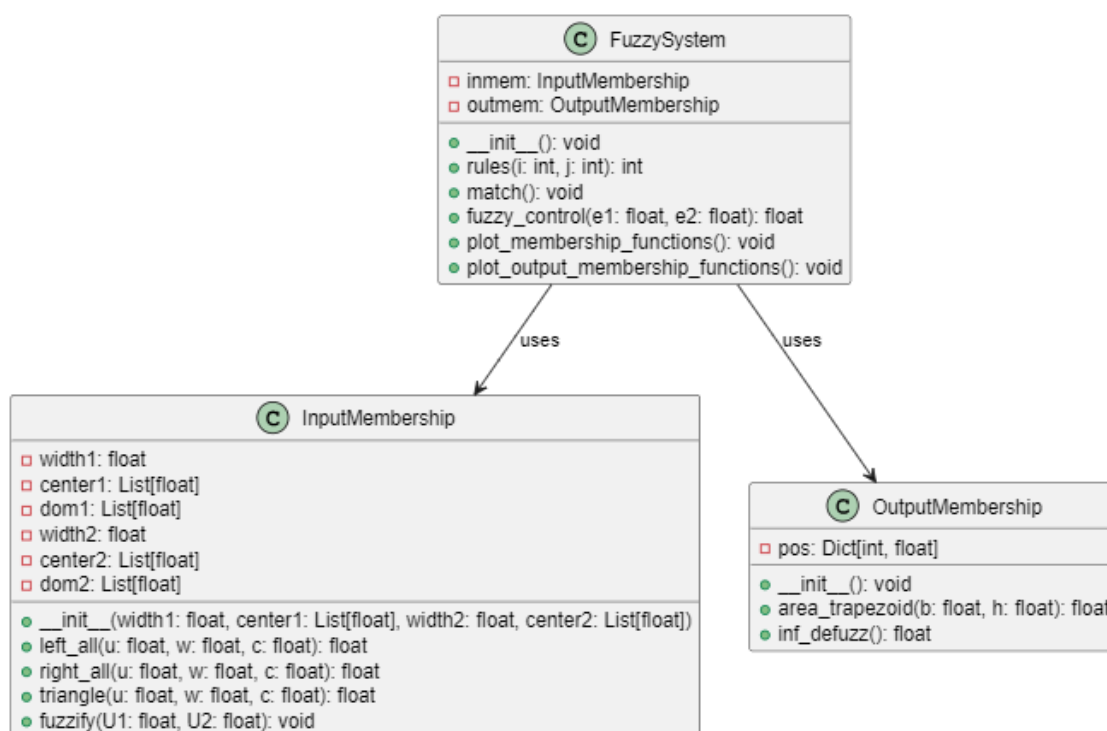 C FuzzySystem
inmem: InputMembership
outmem: OutputMembership
__init__(): void
rules(i: int, j: int): int
match(): void
fuzzy_control(e1: float, e2: float): float
plot_membership_functions(): void
plot_output_membership_functions(): void
uses
uses
C InputMembership
width1: float
center1: List[float]
dom1: List[float]
width2: float
center2: List[float]
dom2: List[float]
__init__(width1: float, center1: List[float], width2: float, center2: List[float])
left_all(u: float, w: float, c: float): float
right_all(u: float, w: float, c: float): float
triangle(u: float, w: float, c: float): float
fuzzify(U1: float, U2: float): void
C OutputMembership
pos: Dict[int, float]
__init__(): void
area_trapezoid(b: float, h: float): float
inf_defuzz(): float